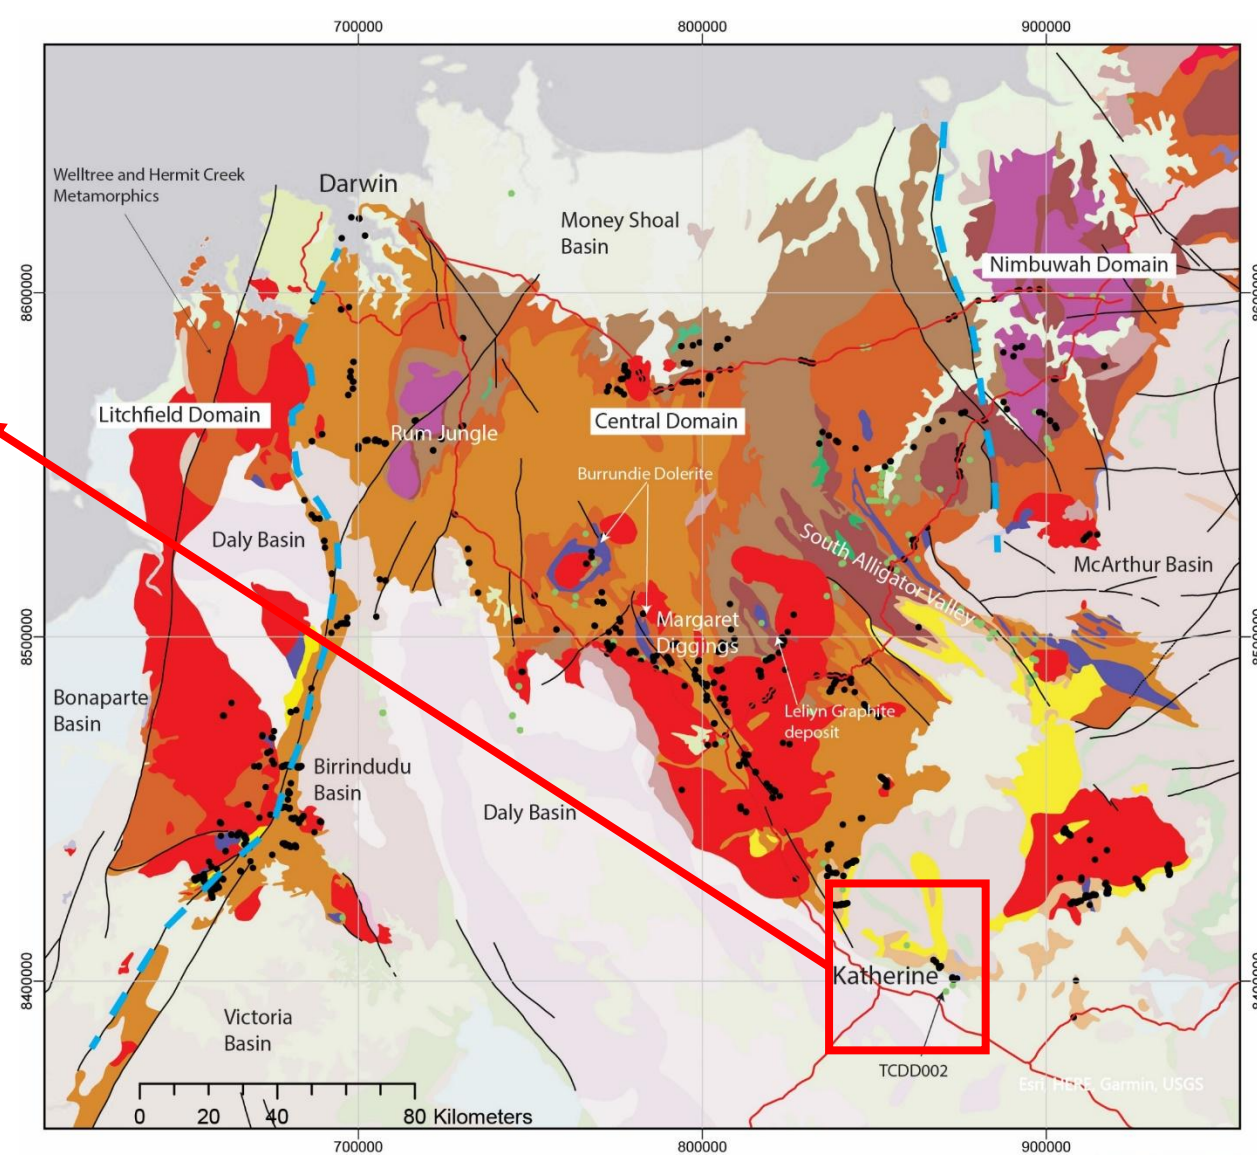 700000
800000
900000
Welltree and Hermit Creek
Metamorphics
Darwin
Money Shoal
Basin
Nimbuwah Domain
8600000
8600000
Litchfield Domain
Central Domain
Rum Jungle
Burrundie Dolerite
Daly Basin
South Alligator Valley
McArthur Basin
Margaret
Diggings
8500000
8500000
Bonaparte
Basin
Leliyn Graphite
deposit
Birrindudu
Basin
Daly Basin
Katherine
8400000
8400000
Victoria
Basin
TCDD002
Esri, HERE, Garmin, USGS
0 20 40 80 Kilometers
700000
800000
900000